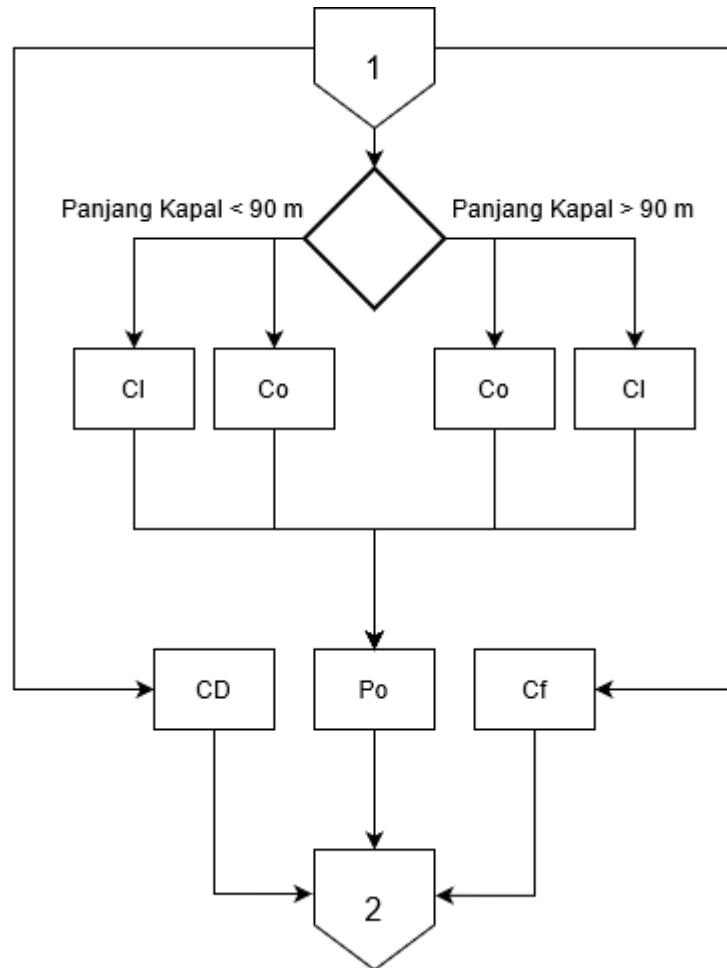 1
Panjang Kapal < 90 m
Panjang Kapal > 90 m
Cl
Co
Co
Cl
CD
Po
Cf
2